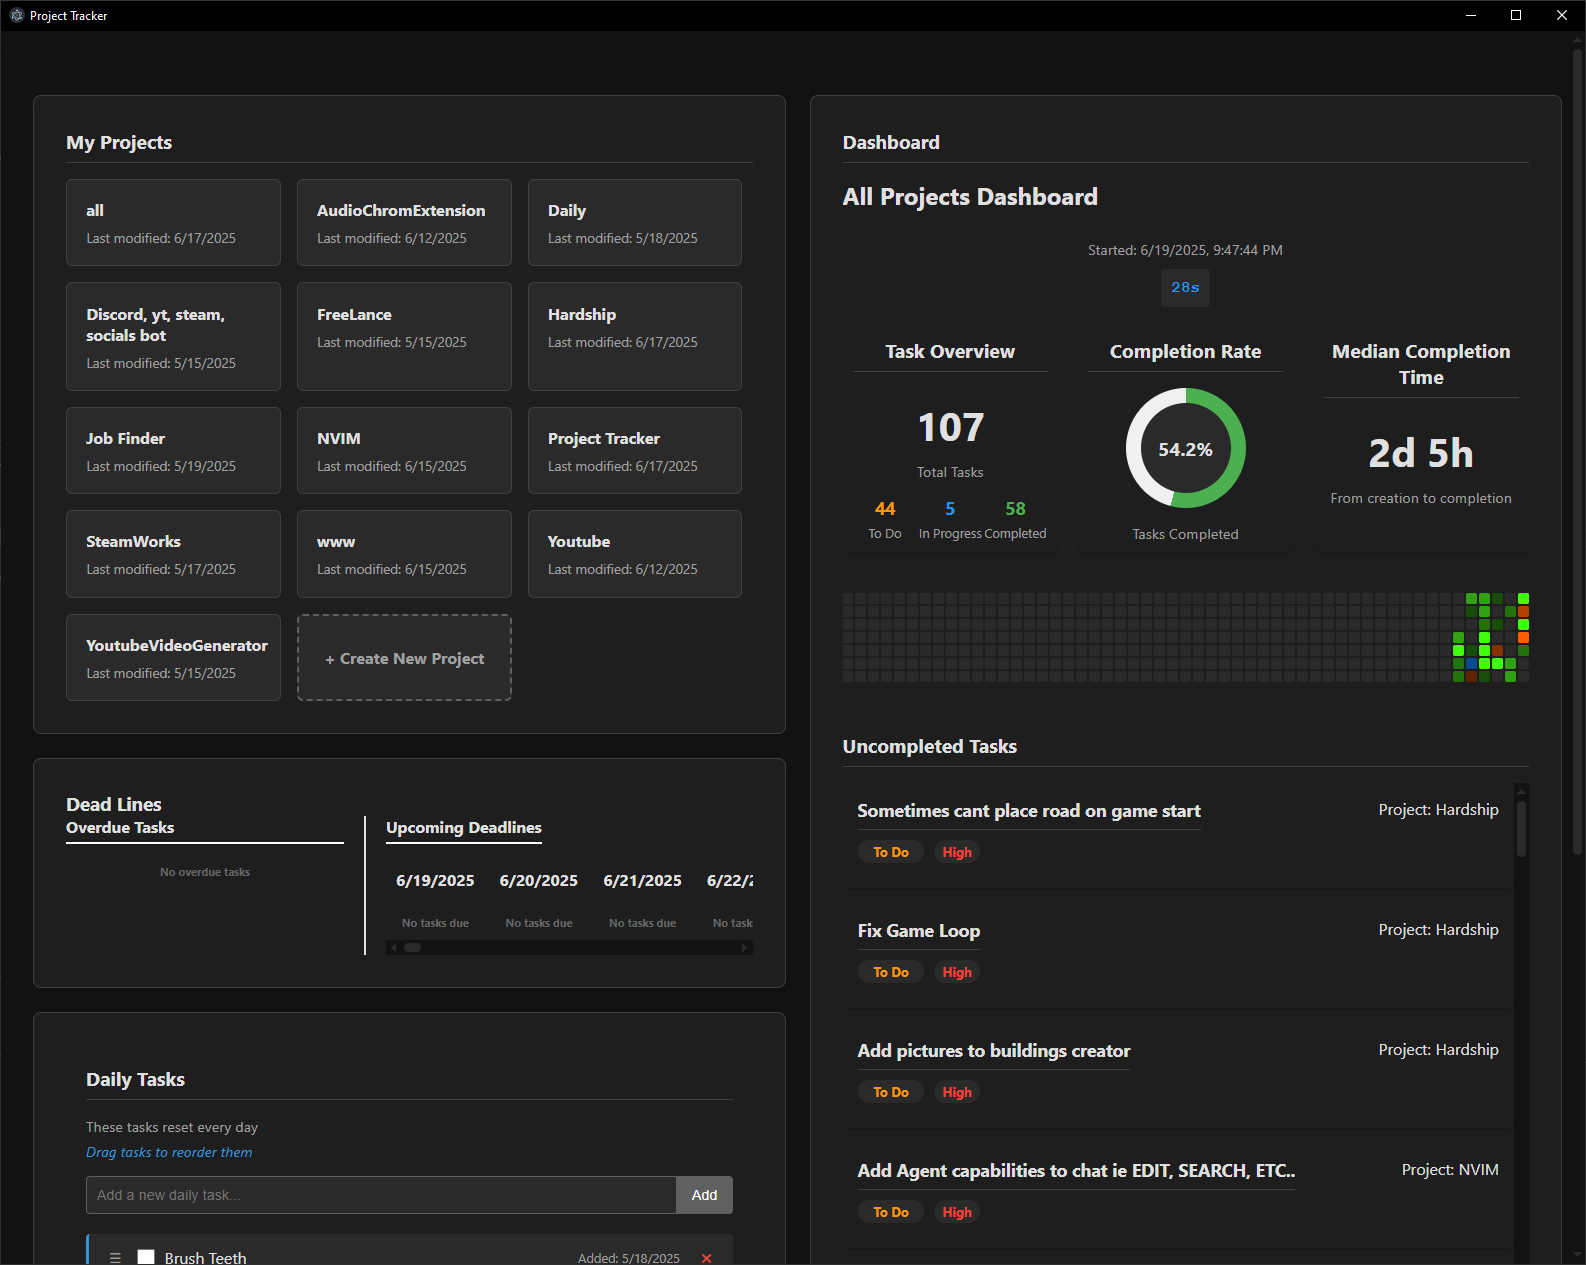 Project Tracker
My Projects
all
Last modified: 6/17/2025
AudioChromExtension
Last modified: 6/12/2025
Daily
Last modified: 5/18/2025
Discord, yt, steam,
socials bot
Last modified: 5/15/2025
FreeLance
Last modified: 5/15/2025
Hardship
Last modified: 6/17/2025
Job Finder
Last modified: 5/19/2025
NVIM
Last modified: 6/15/2025
Project Tracker
Last modified: 6/17/2025
SteamWorks
Last modified: 5/17/2025
www
Last modified: 6/15/2025
Youtube
Last modified: 6/12/2025
YoutubeVideoGenerator
Last modified: 5/15/2025
+ Create New Project
Dead Lines
Overdue Tasks
No overdue tasks
Upcoming Deadlines
6/19/2025 6/20/2025 6/21/2025 6/22/2
No tasks due No tasks due No tasks due No task
Daily Tasks
These tasks reset every day
Drag tasks to reorder them
Add a new daily task...
Add
Brush Teeth
Added: 5/18/2025
Dashboard
All Projects Dashboard
Started: 6/19/2025, 9:47:44 PM
28s
Task Overview
107
Total Tasks
44 5 58
To Do In Progress Completed
Completion Rate
54.2%
Tasks Completed
Median Completion
Time
2d 5h
From creation to completion
Uncompleted Tasks
Sometimes cant place road on game start
Project: Hardship
To Do High
Fix Game Loop
Project: Hardship
To Do High
Add pictures to buildings creator
Project: Hardship
To Do High
Add Agent capabilities to chat ie EDIT, SEARCH, ETC..
Project: NVIM
To Do High